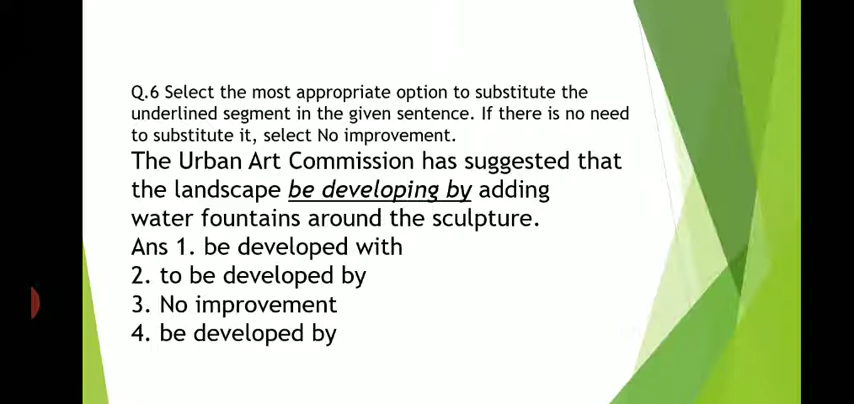 Q.6 Select the most appropriate option to substitute the
underlined segment in the given sentence. If there is no need
to substitute it, select No improvement.
The Urban Art Commission has suggested that
the landscape be developing by adding
water fountains around the sculpture.
Ans 1. be developed with
2. to be developed by
3. No improvement
4. be developed by